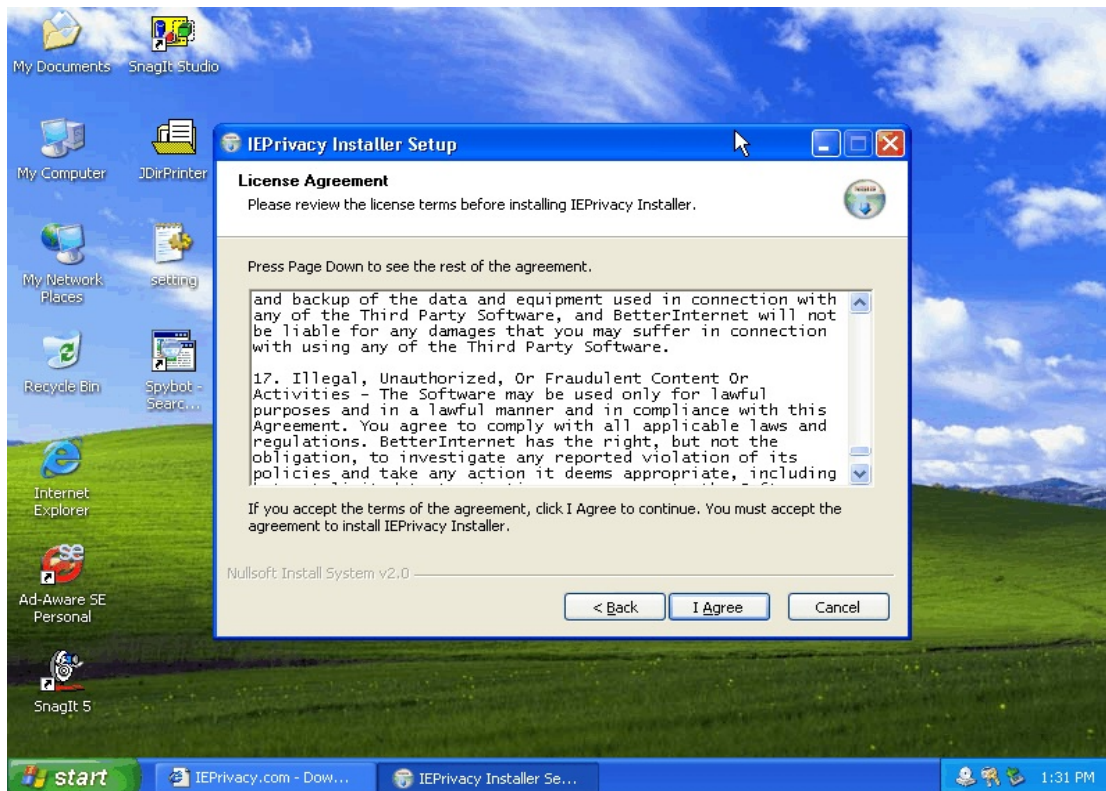 My Documents
SnagIt Studio
My Computer
JDirPrinter
My Network
Places
setting
Recycle Bin
Spybot -
Searc...
Internet
Explorer
Ad-Aware SE
Personal
SnagIt 5
IEPrivacy Installer Setup
License Agreement
Please review the license terms before installing IEPrivacy Installer.
Press Page Down to see the rest of the agreement.
and backup of the data and equipment used in connection with
any of the Third Party Software, and BetterInternet will not
be liable for any damages that you may suffer in connection
with using any of the Third Party Software.
17. Illegal, Unauthorized, Or Fraudulent Content Or
Activities - The Software may be used only for lawful
purposes and in a lawful manner and in compliance with this
Agreement. You agree to comply with all applicable laws and
regulations. BetterInternet has the right, but not the
obligation, to investigate any reported violation of its
policies and take any action it deems appropriate, including
If you accept the terms of the agreement, click I Agree to continue. You must accept the
agreement to install IEPrivacy Installer.
Nullsoft Install System v2.0
< Back
I Agree
Cancel
start
IEPrivacy.com - Dow...
IEPrivacy Installer Se...
1:31 PM